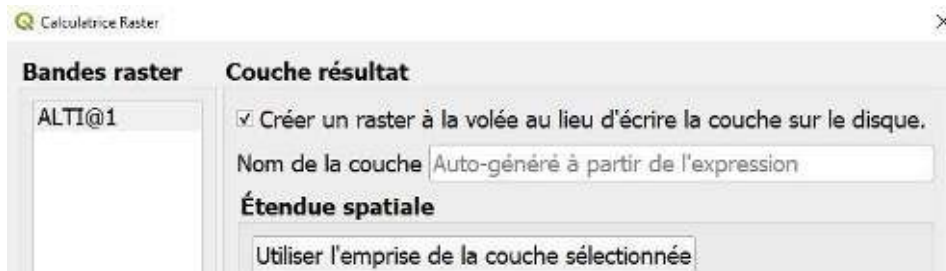 Calculatrice Raster
Bandes raster
Couche résultat
ALTI@1
Créer un raster à la volée au lieu d'écrire la couche sur le disque.
Nom de la couche Auto-généré à partir de l'expression
Étendue spatiale
Utiliser l'emprise de la couche sélectionnée